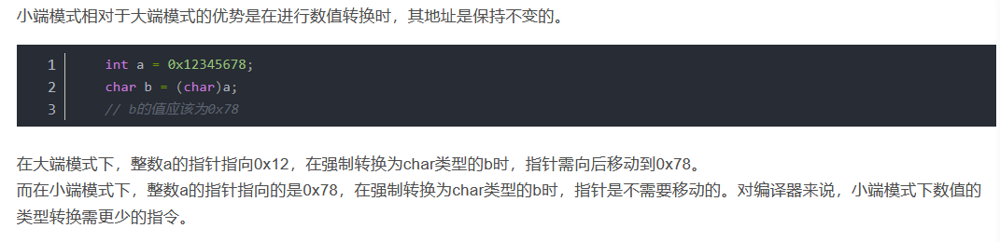 小端模式相对于大端模式的优势是在进行数值转换时，其地址是保持不变的。
1 int a = 0x12345678;
2 char b = (char)a;
3 // b的值应该为0x78
在大端模式下，整数a的指针指向0x12，在强制转换为char类型的b时，指针需向后移动到0x78。
而在小端模式下，整数a的指针指向的是0x78，在强制转换为char类型的b时，指针是不需要移动的。对编译器来说，小端模式下数值的
类型转换需更少的指令。